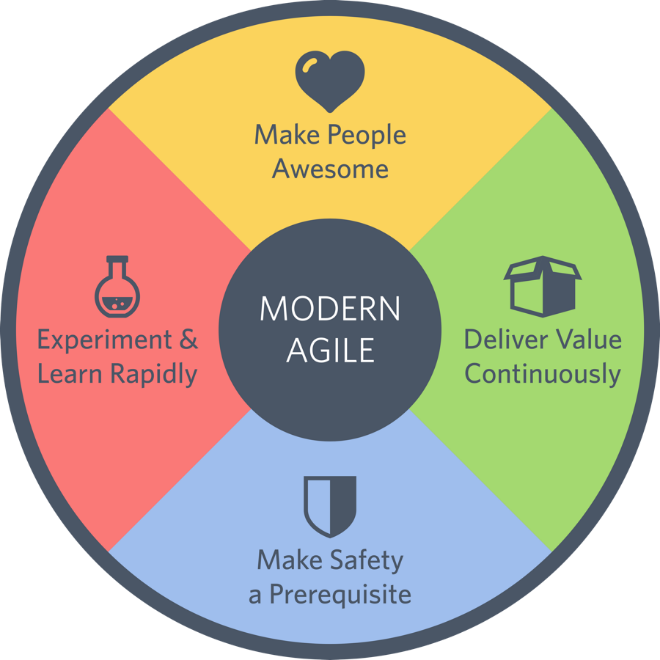 Make People
Awesome
Experiment &
Learn Rapidly
MODERN
AGILE
Deliver Value
Continuously
Make Safety
a Prerequisite